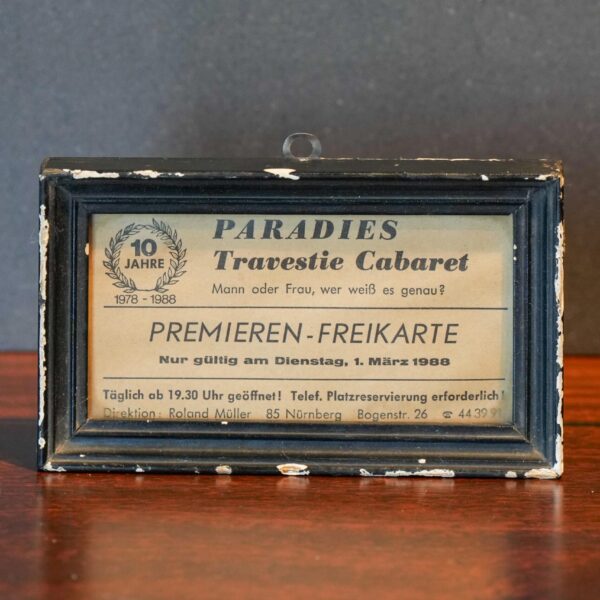 10
JAHRE
1978 - 1988
PARADIES
Travestie Cabaret
Mann oder Frau, wer weiß es genau?
PREMIEREN-FREIKARTE
Nur gültig am Dienstag, 1. März 1988
Täglich ab 19.30 Uhr geöffnet! Telef. Platzreservierung erforderlich!
Direktion: Roland Müller 85 Nürnberg Bogenstr. 26 ☎ 44 39 91